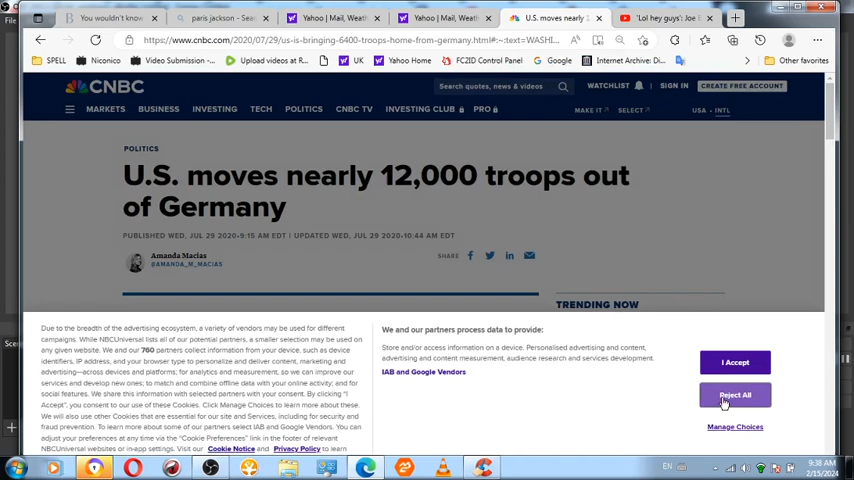 You wouldn't know
paris jackson - Sea
Yahoo | Mail, Weat
Yahoo | Mail, Weat
U.S. moves nearly 1
'Lol hey guys': Joe
https://www.cnbc.com/2020/07/29/us-is-bringing-6400-troops-home-from-germany.html#:~:text=WASHI...
SPELL
Niconico
Video Submission -...
Upload videos at R...
UK
Yahoo Home
FCZID Control Panel
Google
Internet Archive: Di...
Other favorites
CNBC
Search quotes, news & videos
WATCHLIST
SIGN IN
CREATE FREE ACCOUNT
MARKETS BUSINESS INVESTING TECH POLITICS CNBC TV INVESTING CLUB PRO
MAKE IT SELECT
USA • INTL
POLITICS
U.S. moves nearly 12,000 troops out
of Germany
PUBLISHED WED, JUL 29 2020•9:15 AM EDT | UPDATED WED, JUL 29 2020•10:44 AM EDT
Amanda Macias
@AMANDA_M_MACIAS
SHARE
TRENDING NOW
Due to the breadth of the advertising ecosystem, a variety of vendors may be used for different
campaigns. While NBCUniversal lists all of our potential partners, a smaller selection may be used on
any given website. We and our 760 partners collect information from your device, such as device
identifiers, IP address, and your browser type to personalize and deliver content, marketing and
advertising—across devices and platforms; for analytics and measurement, so we can improve our
services and develop new ones; to match and combine offline data with your online activity; and for
social features. We share this information with selected partners with your consent. By clicking "I
Accept", you consent to our use of these Cookies. Click Manage Choices to learn more about these.
We will also use other Cookies that are essential for our site and Services, including for security and
fraud prevention. To learn more about some of our partners select IAB and Google Vendors. You can
adjust your preferences at any time via the "Cookie Preferences" link in the footer of relevant
NBCUniversal websites or in-app settings. Visit our Cookie Notice and Privacy Policy to learn
We and our partners process data to provide:
Store and/or access information on a device. Personalised advertising and content,
advertising and content measurement, audience research and services development.
IAB and Google Vendors
I Accept
Reject All
Manage Choices
Scen
EN
9:38 AM
2/15/2024